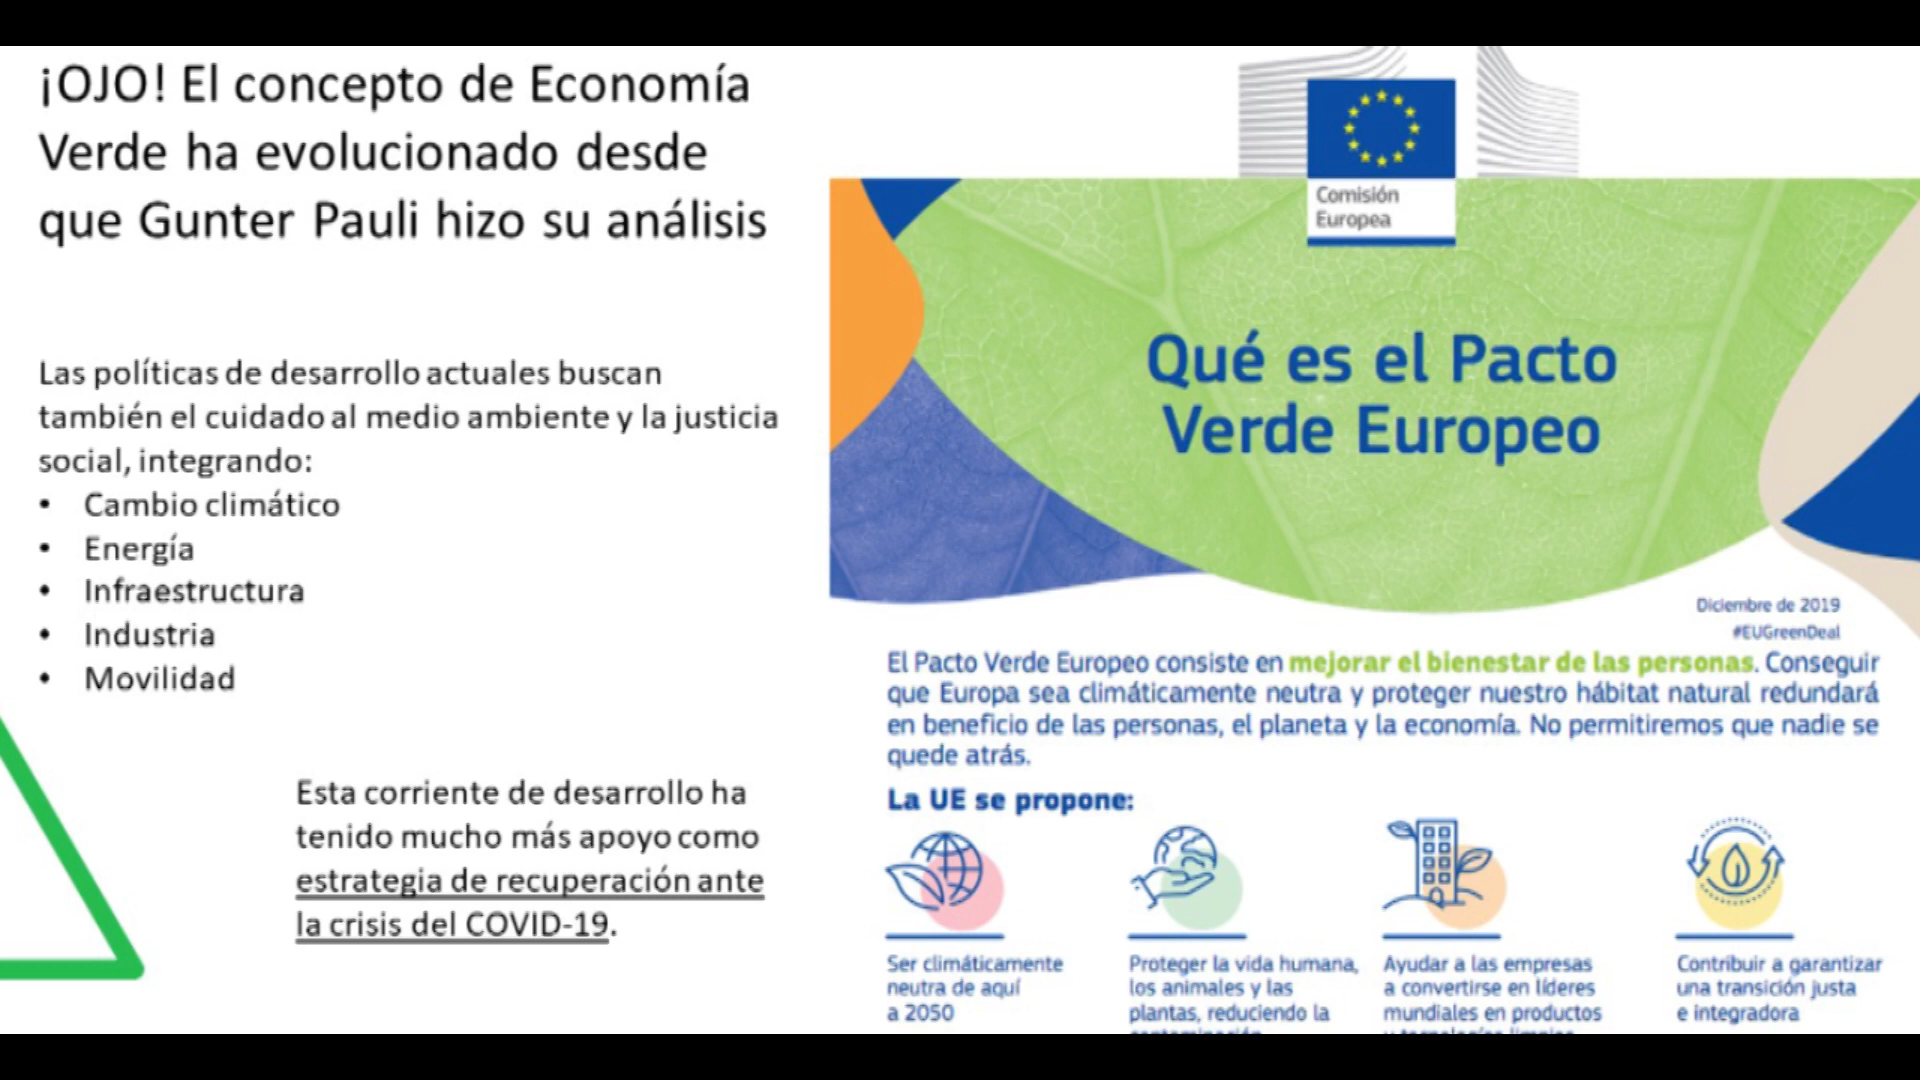 ¡OJO! El concepto de Economía
Verde ha evolucionado desde
que Gunter Pauli hizo su análisis
Las políticas de desarrollo actuales buscan
también el cuidado al medio ambiente y la justicia
social, integrando:
• Cambio climático
• Energía
• Infraestructura
• Industria
• Movilidad
Esta corriente de desarrollo ha
tenido mucho más apoyo como
estrategia de recuperación ante
la crisis del COVID-19.
Comisión
Europea
Qué es el Pacto
Verde Europeo
Diciembre de 2019
#EUGreenDeal
El Pacto Verde Europeo consiste en mejorar el bienestar de las personas. Conseguir
que Europa sea climáticamente neutra y proteger nuestro hábitat natural redundará
en beneficio de las personas, el planeta y la economía. No permitiremos que nadie se
quede atrás.
La UE se propone:
Ser climáticamente
neutra de aquí
a 2050
Proteger la vida humana,
los animales y las
plantas, reduciendo la
Ayudar a las empresas
a convertirse en líderes
mundiales en productos
Contribuir a garantizar
una transición justa
e integradora